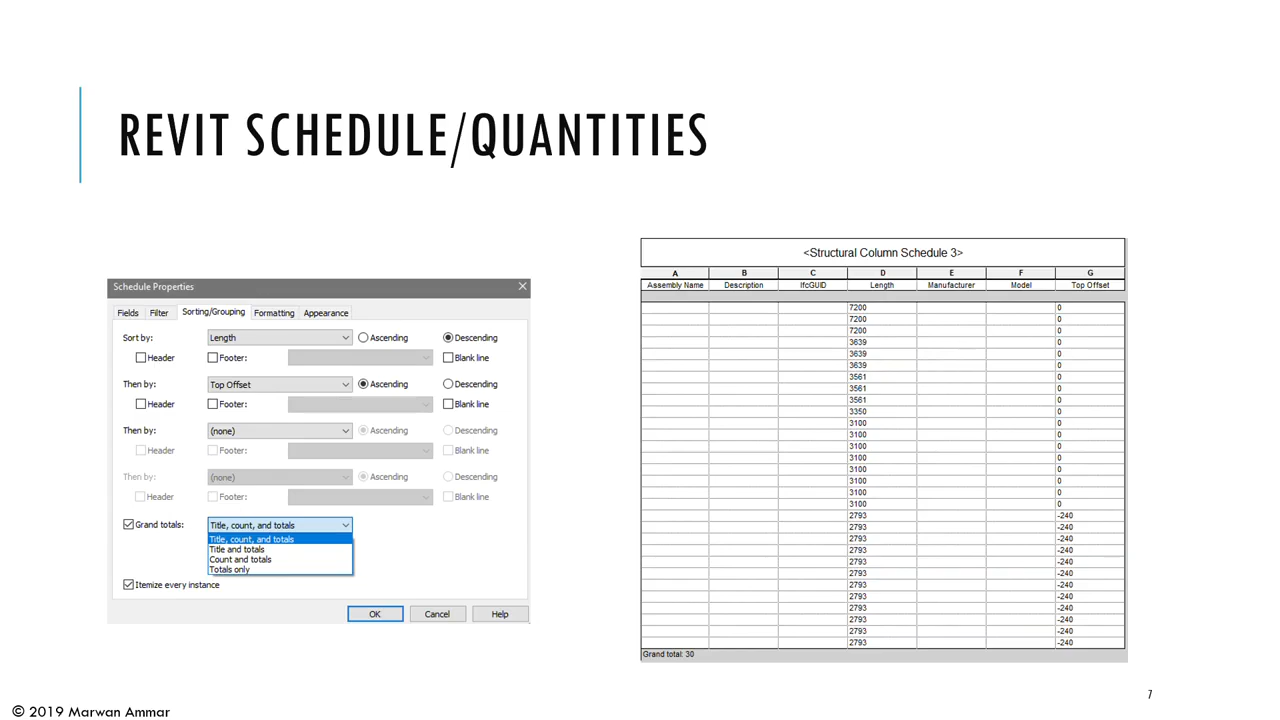 REVIT SCHEDULE/QUANTITIES
Schedule Properties
Fields Filter Sorting/Grouping Formatting Appearance
Sort by: Length Ascending Descending
Header Footer: Blank line
Then by: Top Offset Ascending Descending
Header Footer: Blank line
Then by: (none) Ascending Descending
Header Footer: Blank line
Then by: (none) Ascending Descending
Header Footer: Blank line
Grand totals: Title, count, and totals
Title, count, and totals
Title and totals
Count and totals
Totals only
Itemize every instance
OK Cancel Help
<Structural Column Schedule 3>
A B C D E F G
Assembly Name Description IfcGUID Length Manufacturer Model Top Offset
7200 0
7200 0
7200 0
3639 0
3639 0
3639 0
3561 0
3561 0
3561 0
3350 0
3100 0
3100 0
3100 0
3100 0
3100 0
3100 0
3100 0
3100 0
2793 -240
2793 -240
2793 -240
2793 -240
2793 -240
2793 -240
2793 -240
2793 -240
2793 -240
2793 -240
2793 -240
2793 -240
Grand total: 30
7
© 2019 Marwan Ammar